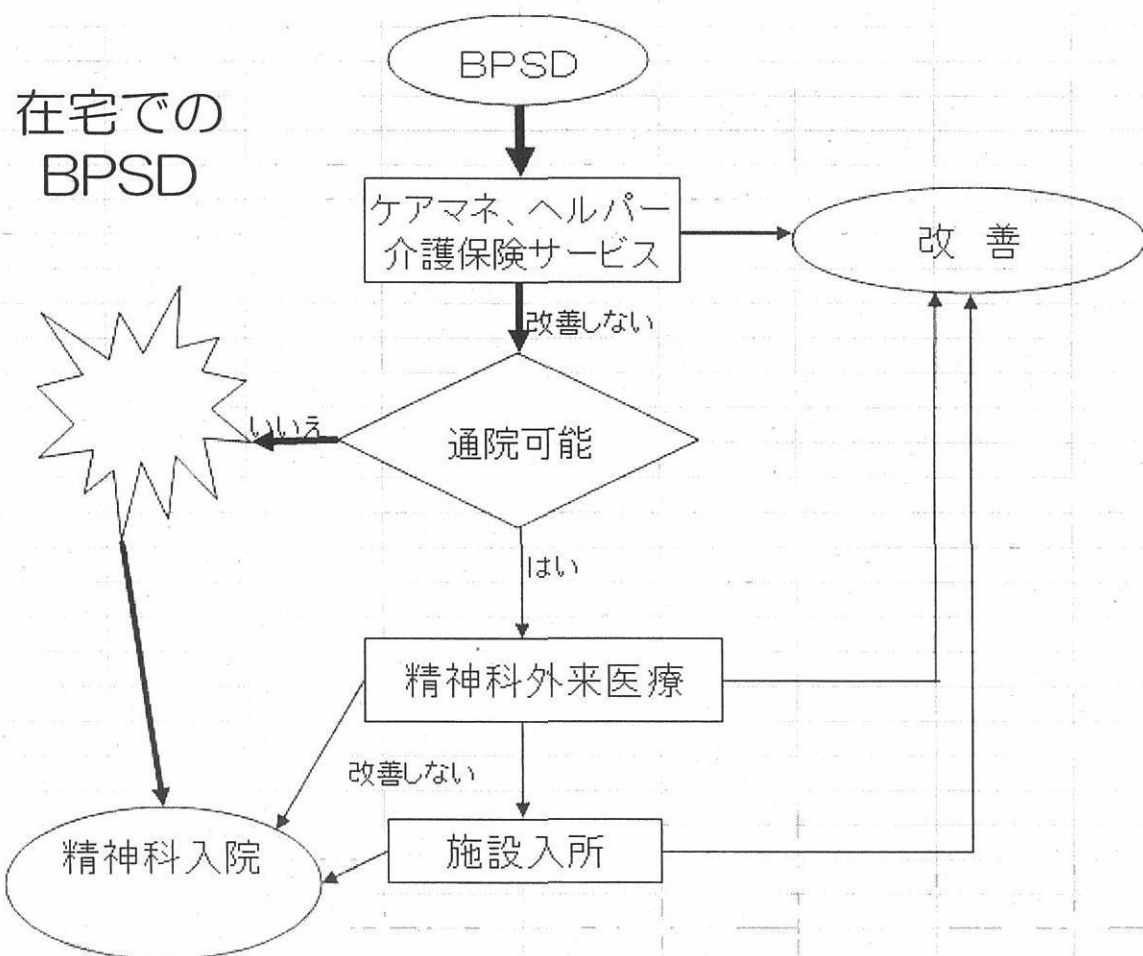 BPSD
在宅での
BPSD
ケアマネ、ヘルパー
介護保険サービス
改善
改善しない
いいえ
通院可能
はい
精神科外来医療
改善しない
精神科入院
施設入所